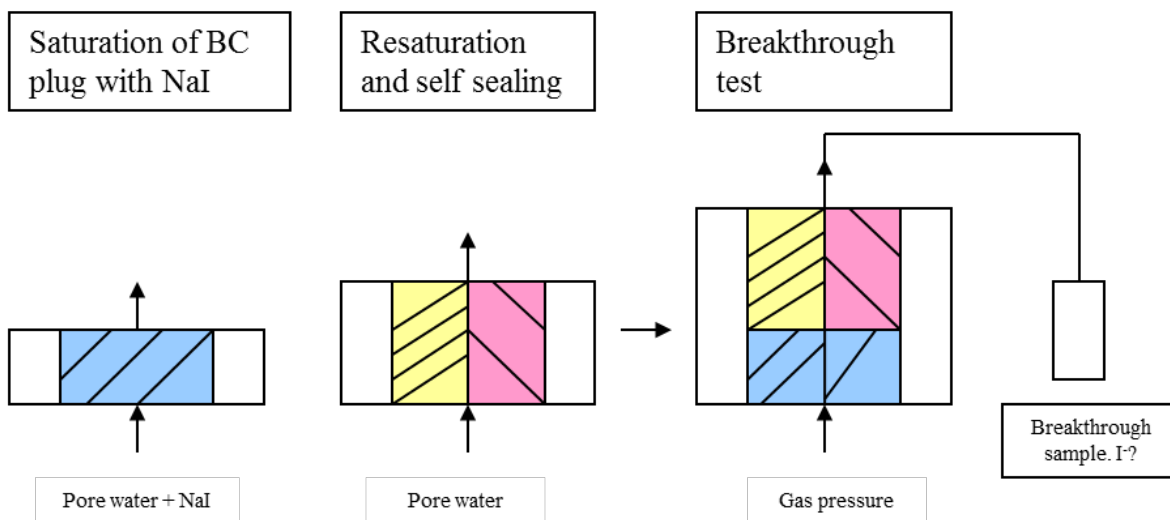 Saturation of BC
plug with NaI
Resaturation
and self sealing
Breakthrough
test
Pore water + NaI
Pore water
Gas pressure
Breakthrough
sample. I⁻?